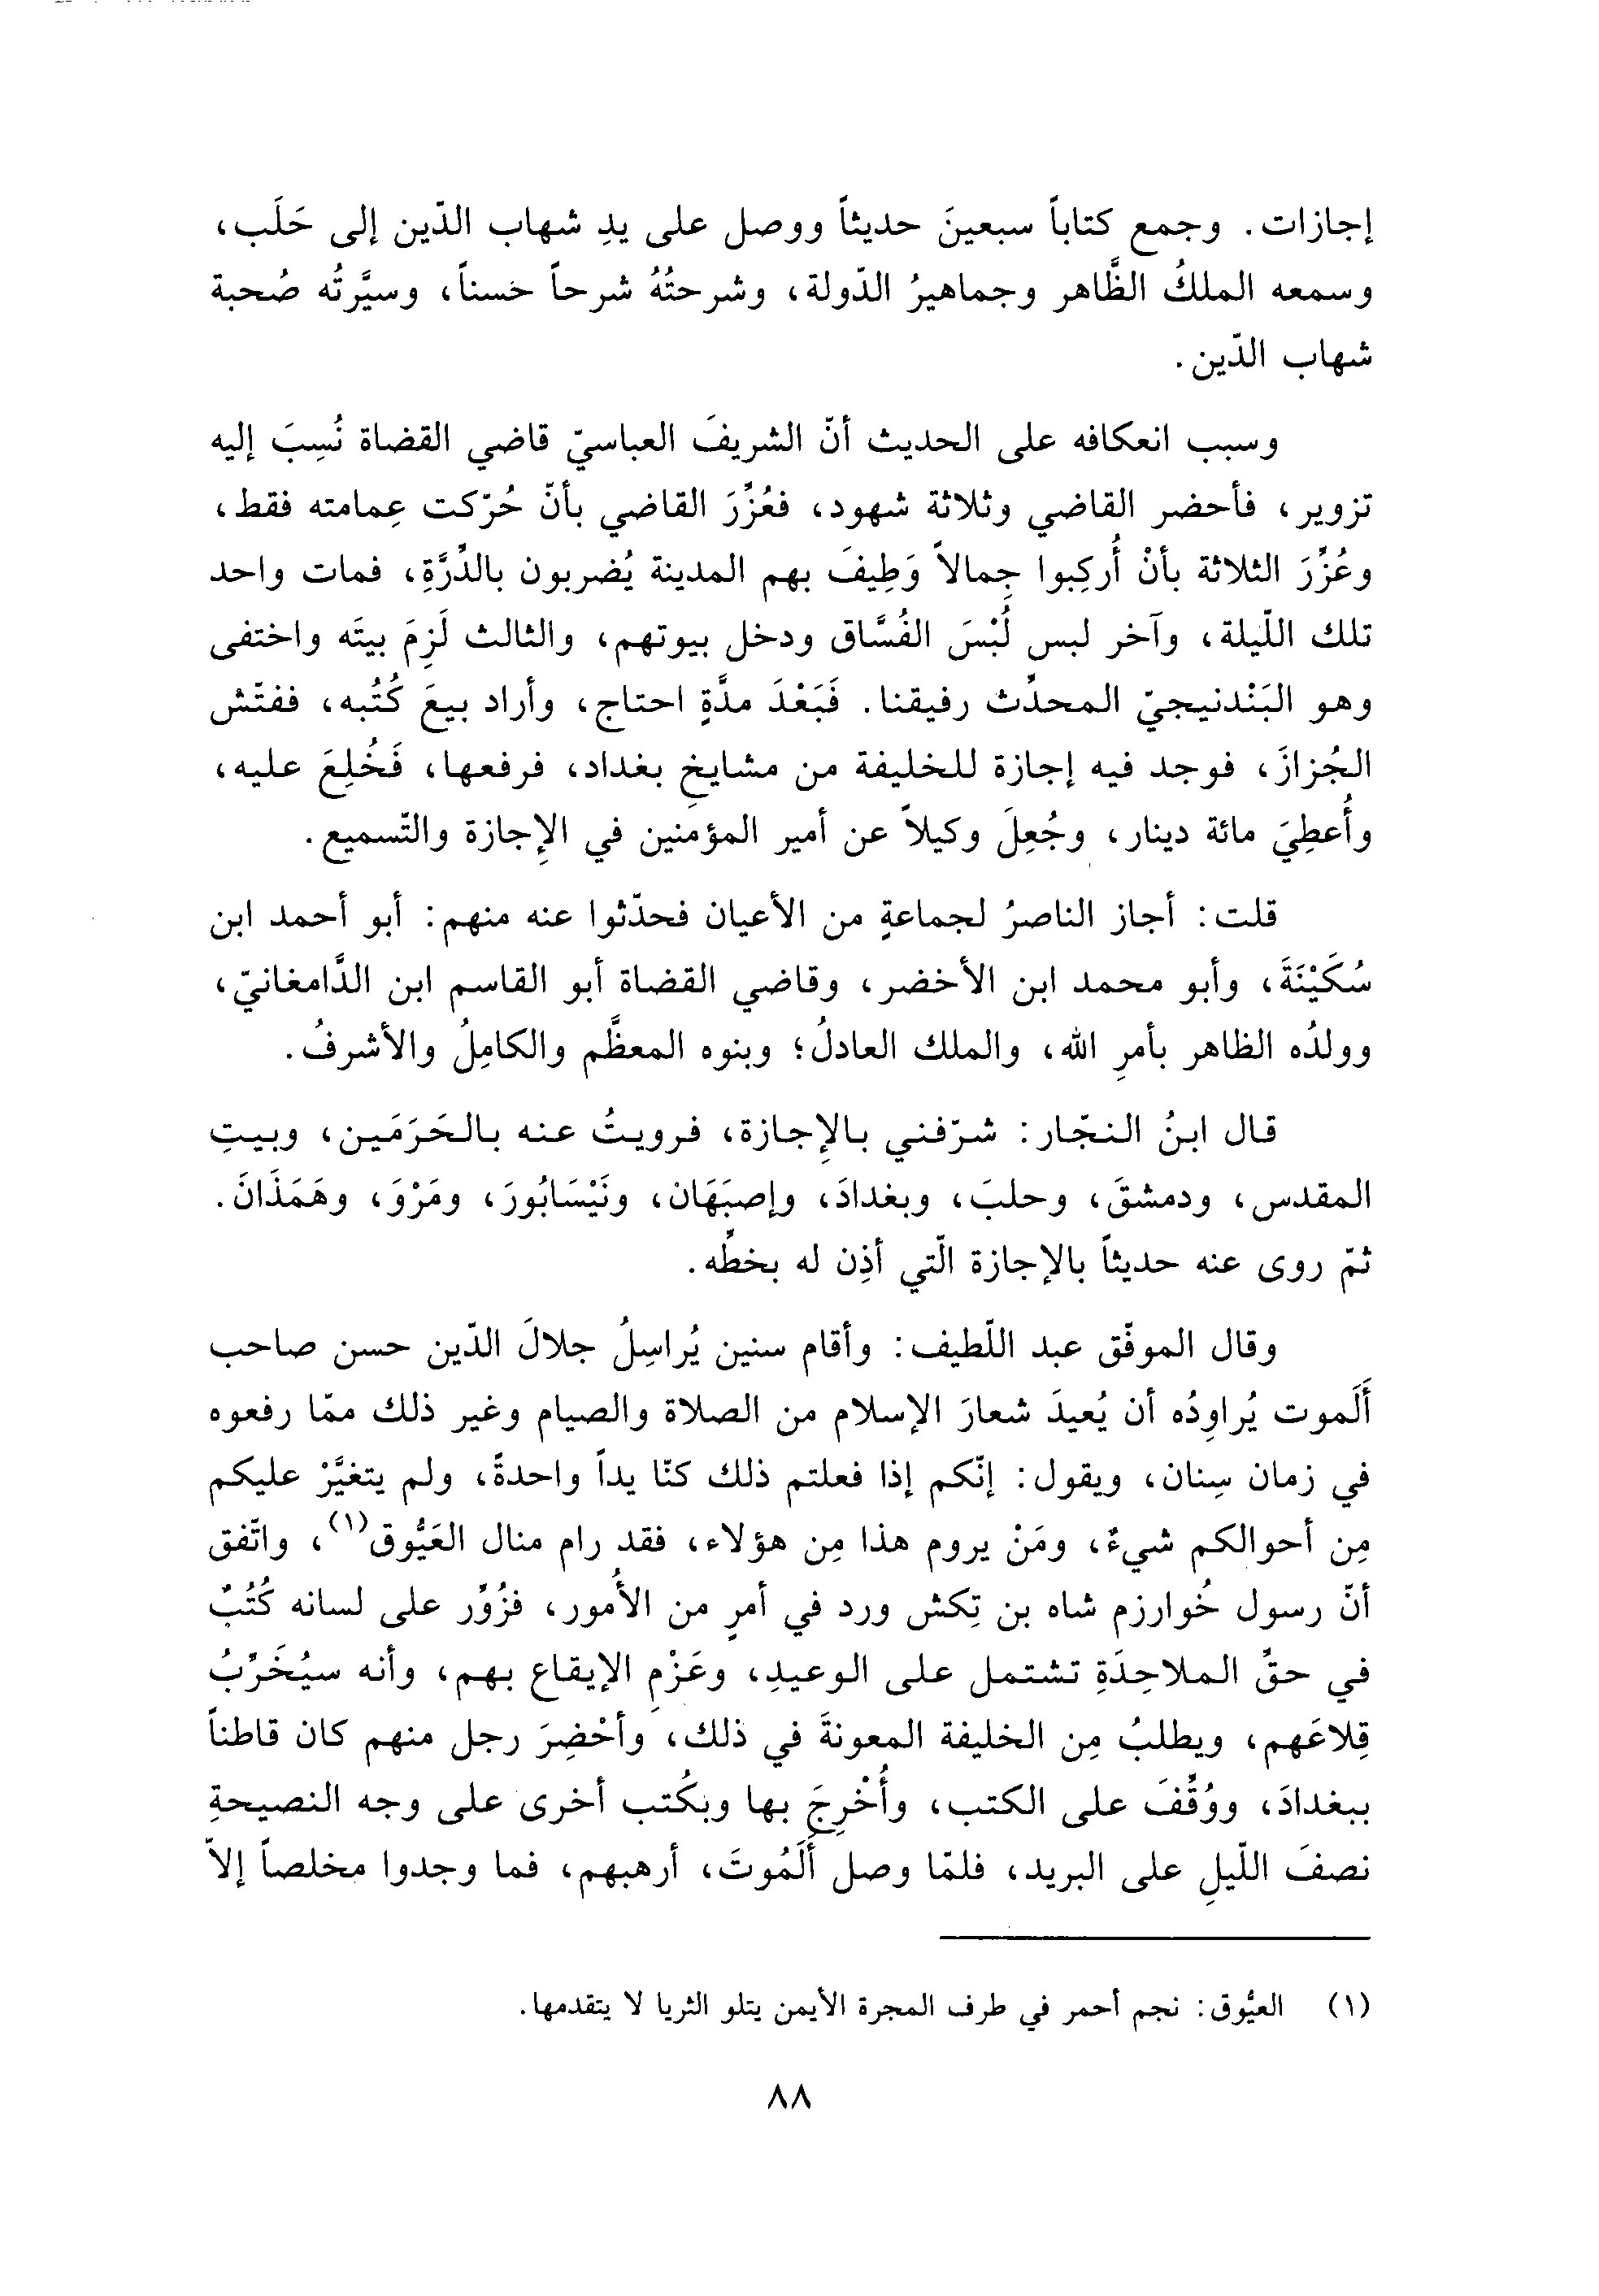 إجازات. وجمع كتاباً سبعينَ حديثاً ووصل على يدِ شهاب الدّين إلى حَلَب،
وسمعه الملكُ الظَّاهر وجماهيرُ الدّولة، وشرحتُهُ شرحاً حَسناً، وسيَّرتُه صُحبة
شهاب الدّين.
وسبب انعكافه على الحديث أنّ الشريفَ العباسيّ قاضي القضاة نُسِبَ إليه
تزوير، فأحضر القاضي وثلاثة شهود، فعُزِّرَ القاضي بأنّ حُرّكت عِمامته فقط،
وعُزِّرَ الثلاثة بأنْ أُركِبوا جِمالاً وَطِيفَ بهم المدينة يُضربون بالدِّرَّةِ، فمات واحد
تلك اللّيلة، وآخر لبس لُبْسَ الفُسَّاق ودخل بيوتهم، والثالث لَزِمَ بيتَه واختفى
وهو البَنْدنيجيّ المحدِّث رفيقنا. فَبَعْدَ مدَّةٍ احتاج، وأراد بيعَ كُتُبه، ففتّش
الجُزازَ، فوجد فيه إجازة للخليفة من مشايخِ بغداد، فرفعها، فَخُلِعَ عليه،
وأُعطِيَ مائة دينار، وجُعِلَ وكيلاً عن أمير المؤمنين في الإِجازة والتّسميع.
قلت: أجاز الناصرُ لجماعةٍ من الأعيان فحدّثوا عنه منهم: أبو أحمد ابن
سُكَيْنَةَ، وأبو محمد ابن الأخضر، وقاضي القضاة أبو القاسم ابن الدَّامغانيّ،
وولدُه الظاهر بأمرِ الله، والملك العادلُ؛ وبنوه المعظَّم والكامِلُ والأشرفُ.
قال ابنُ النجّار: شرّفني بالإِجازة، فرويتُ عنه بالحَرَمَين، وبيتِ
المقدس، ودمشقَ، وحلبَ، وبغدادَ، وإصبَهَان، ونَيْسَابُورَ، ومَرْوَ، وهَمَذَانَ.
ثمّ روى عنه حديثاً بالإجازة الّتي أذِن له بخطِّه.
وقال الموفّق عبد اللّطيف: وأقام سنين يُراسِلُ جلالَ الدّين حسن صاحب
أَلَموت يُراوِدُه أن يُعيدَ شعارَ الإسلام من الصلاة والصيام وغير ذلك ممّا رفعوه
في زمان سِنان، ويقول: إنّكم إذا فعلتم ذلك كنّا يداً واحدةً، ولم يتغيَّرْ عليكم
مِن أحوالكم شيءٌ، ومَنْ يروم هذا مِن هؤلاء، فقد رام منال العَيُّوق(١)، واتّفق
أنّ رسول خُوارزم شاه بن تِكش ورد في أمرٍ من الأُمور، فزُوِّر على لسانه كُتُبٌ
في حقِّ الملاحِدَةِ تشتمل على الوعيدِ، وعَزْمِ الإيقاع بهم، وأنه سيُخَرِّبُ
قِلاعَهم، ويطلبُ مِن الخليفة المعونةَ في ذلك، وأحْضِرَ رجل منهم كان قاطناً
ببغدادَ، ووُقِّفَ على الكتب، وأُخْرِجَ بها وبكُتب أخرى على وجه النصيحةِ
نصفَ اللّيلِ على البريد، فلمّا وصل أَلَمُوتَ، أرهبهم، فما وجدوا مخلصاً إلاّ
(١) العيُّوق: نجم أحمر في طرف المجرة الأيمن يتلو الثريا لا يتقدمها.
٨٨